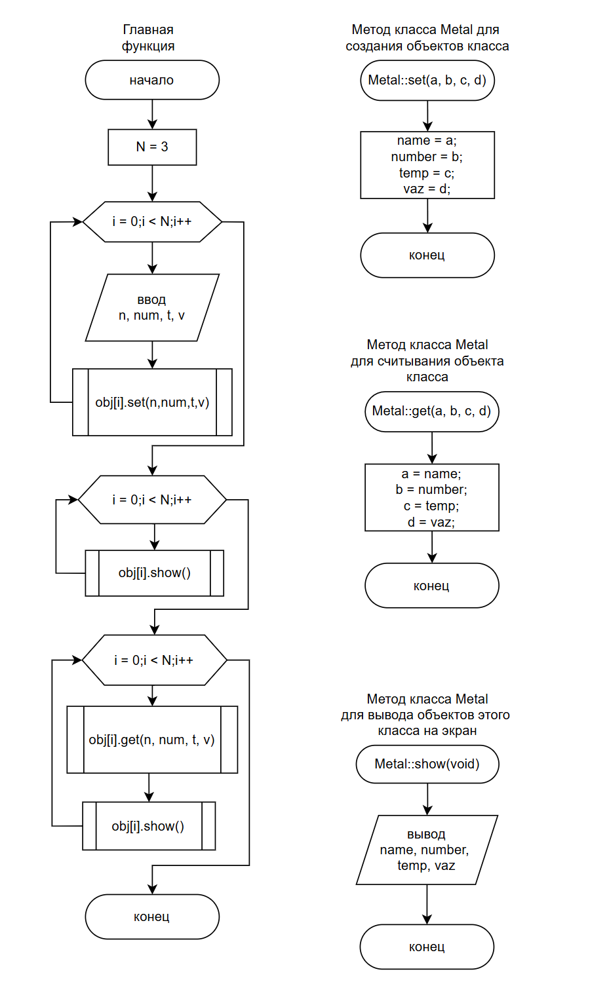 Главная
функция
начало
N = 3
i = 0;i < N;i++
ввод
n, num, t, v
obj[i].set(n,num,t,v)
i = 0;i < N;i++
obj[i].show()
i = 0;i < N;i++
obj[i].get(n, num, t, v)
obj[i].show()
конец
Метод класса Metal для
создания объектов класса
Metal::set(a, b, c, d)
name = a;
number = b;
temp = c;
vaz = d;
конец
Метод класса Metal
для считывания объекта
класса
Metal::get(a, b, c, d)
a = name;
b = number;
c = temp;
d = vaz;
конец
Метод класса Metal
для вывода объектов этого
класса на экран
Metal::show(void)
вывод
name, number,
temp, vaz
конец